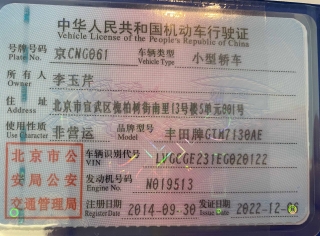 中华人民共和国机动车行驶证
Vehicle License of the People's Republic of China
号牌号码 京CNG061 车辆类型 小型轿车
Plate No. Vehicle Type
所有人 李玉芹
Owner
住址 北京市宣武区槐柏树街南里13号楼5单元801号
Address
使用性质 非营运 品牌型号 丰田牌GTM7130AE
Use Character Model
北京市公 车辆识别代号 LVGCGE231EG020122
VIN
安局公安 发动机号码 N019513
Engine No.
交通管理局 注册日期 2014-09-30 发证日期 2022-12-06
Register Date Issue Date